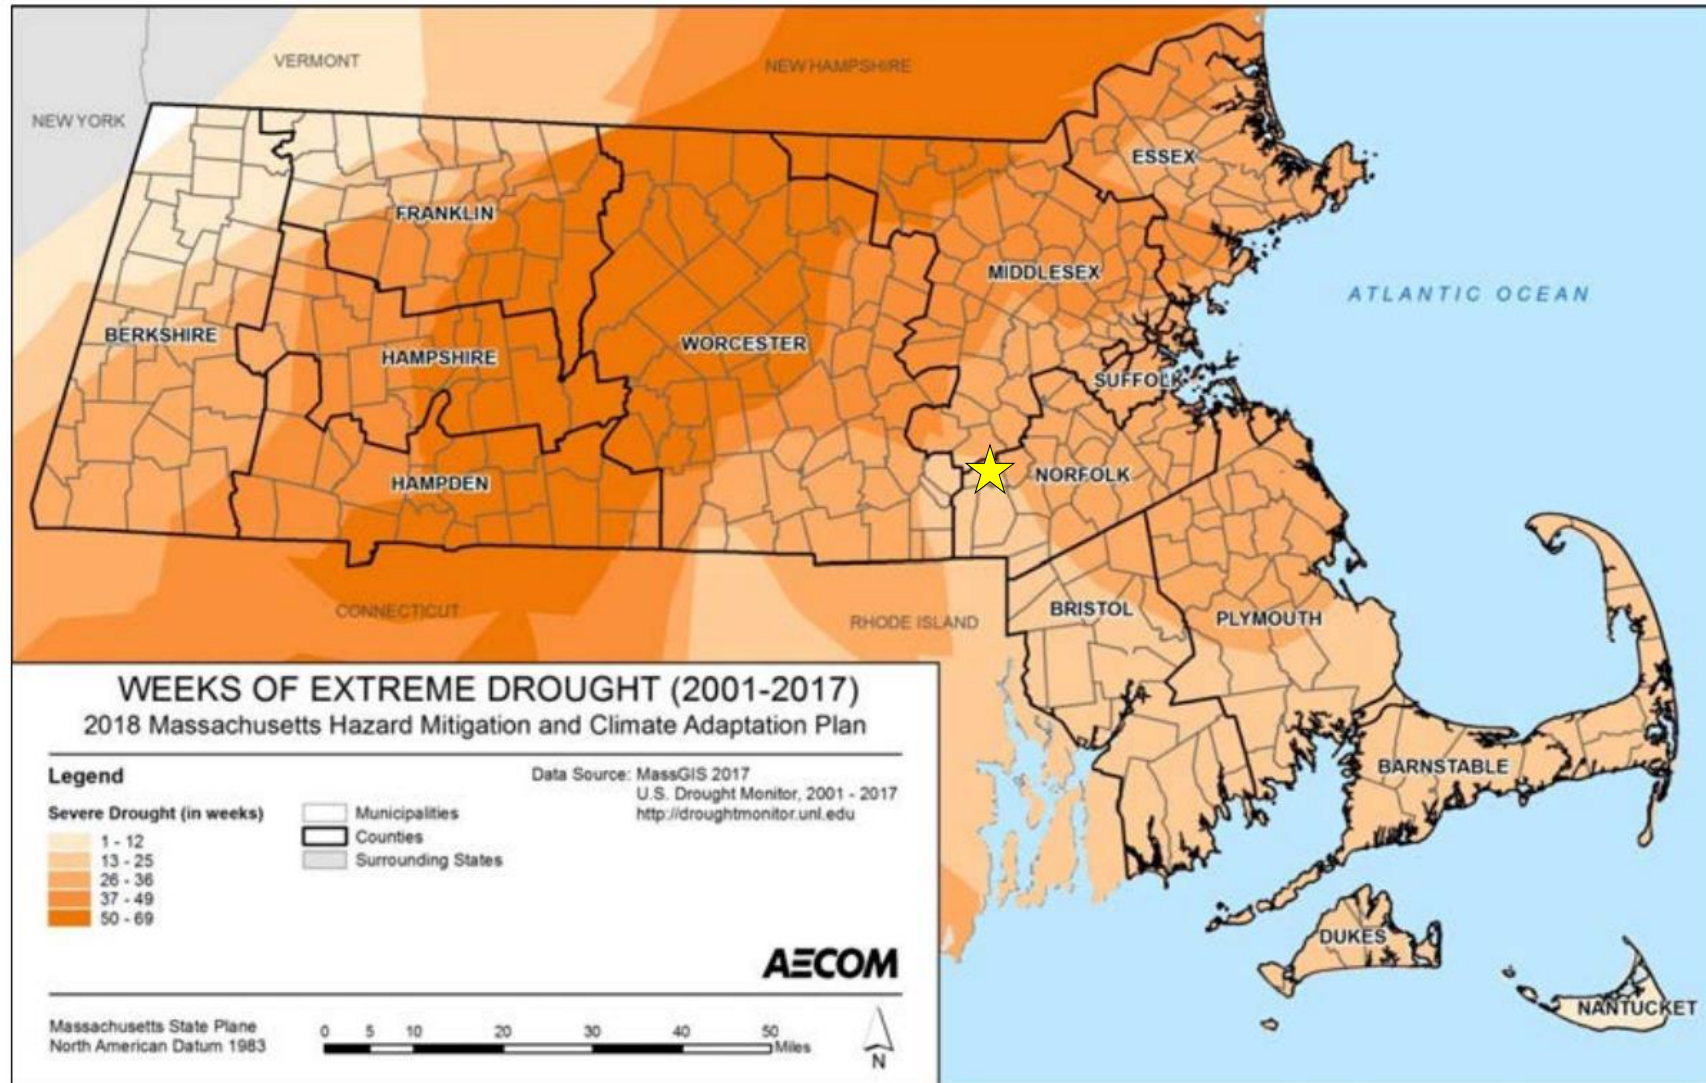 VERMONT
NEW HAMPSHIRE
NEW YORK
ESSEX
FRANKLIN
MIDDLESEX
ATLANTIC OCEAN
BERKSHIRE
HAMPSHIRE
WORCESTER
SUFFOLK
HAMPDEN
NORFOLK
CONNECTICUT
RHODE ISLAND
BRISTOL
PLYMOUTH
BARNSTABLE
DUKES
NANTUCKET
WEEKS OF EXTREME DROUGHT (2001-2017)
2018 Massachusetts Hazard Mitigation and Climate Adaptation Plan
Legend
Severe Drought (in weeks)
1 - 12
13 - 25
26 - 36
37 - 49
50 - 69
Municipalities
Counties
Surrounding States
Data Source: MassGIS 2017
U.S. Drought Monitor, 2001 - 2017
http://droughtmonitor.unl.edu
AECOM
Massachusetts State Plane
North American Datum 1983
0 5 10 20 30 40 50 Miles
N